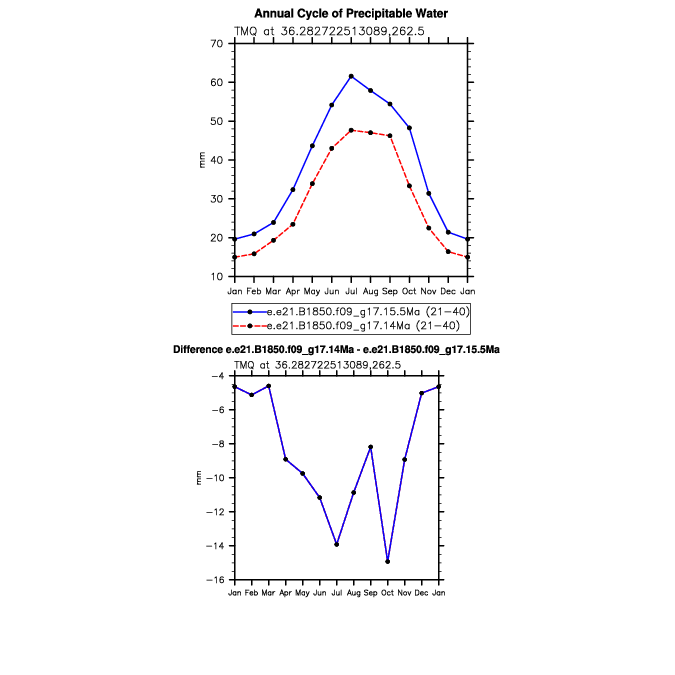 Annual Cycle of Precipitable Water
TMQ at 36.282722513089,262.5
70
60
50
40
30
20
10
mm
Jan Feb Mar Apr May Jun Jul Aug Sep Oct Nov Dec Jan
e.e21.B1850.f09_g17.15.5Ma (21-40)
e.e21.B1850.f09_g17.14Ma (21-40)
Difference e.e21.B1850.f09_g17.14Ma - e.e21.B1850.f09_g17.15.5Ma
TMQ at 36.282722513089,262.5
-4
-6
-8
-10
-12
-14
-16
mm
Jan Feb Mar Apr May Jun Jul Aug Sep Oct Nov Dec Jan